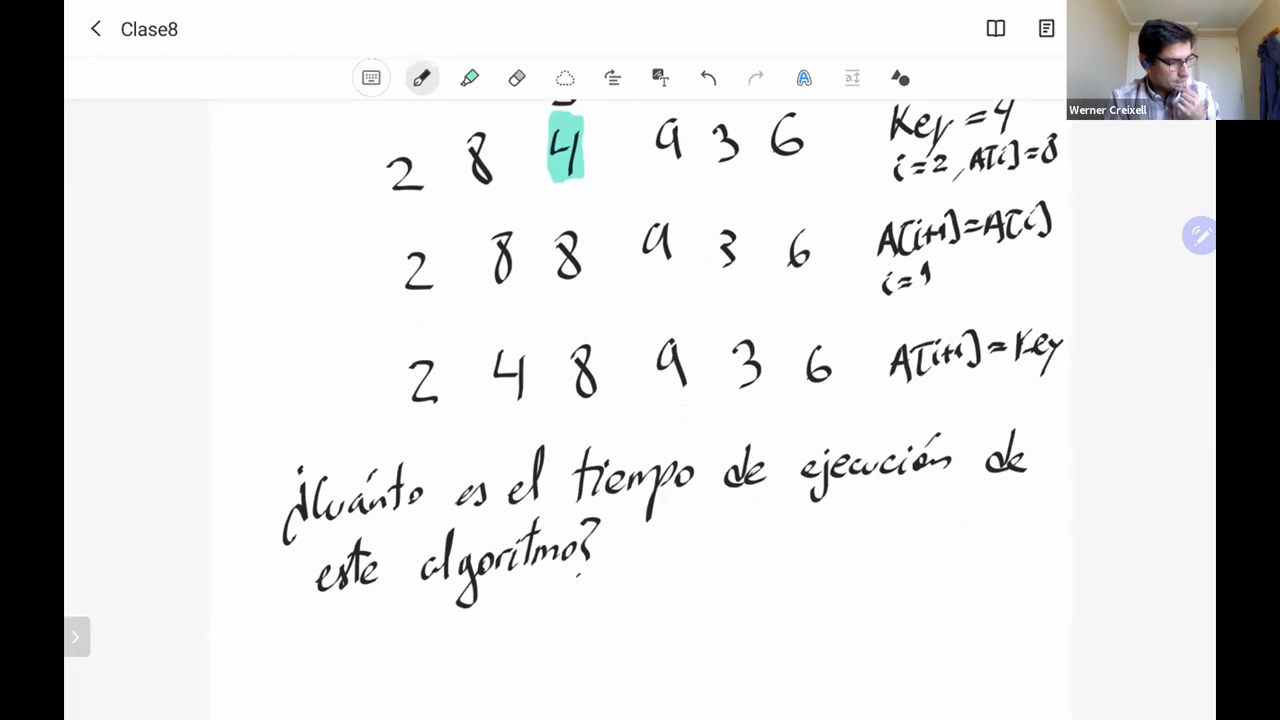 Clase8
Werner Creixell
2 8 4 9 3 6 Key = 4
i=2, A[i]=8
2 8 8 9 3 6 A[i+1]=A[i]
i=1
2 4 8 9 3 6 A[i+1]=Key
¿Cuánto es el tiempo de ejecución de
este algoritmo?